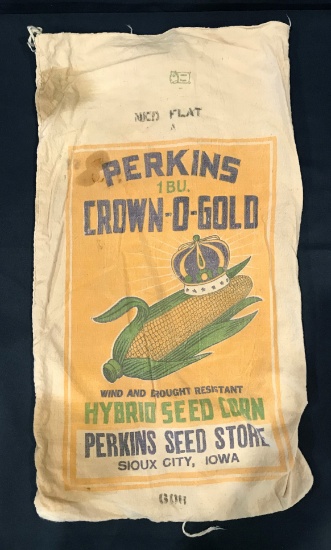 MED FLAT
A
PERKINS
1 BU.
CROWN-O-GOLD
WIND AND DROUGHT RESISTANT
HYBRID SEED CORN
PERKINS SEED STORE
SIOUX CITY, IOWA